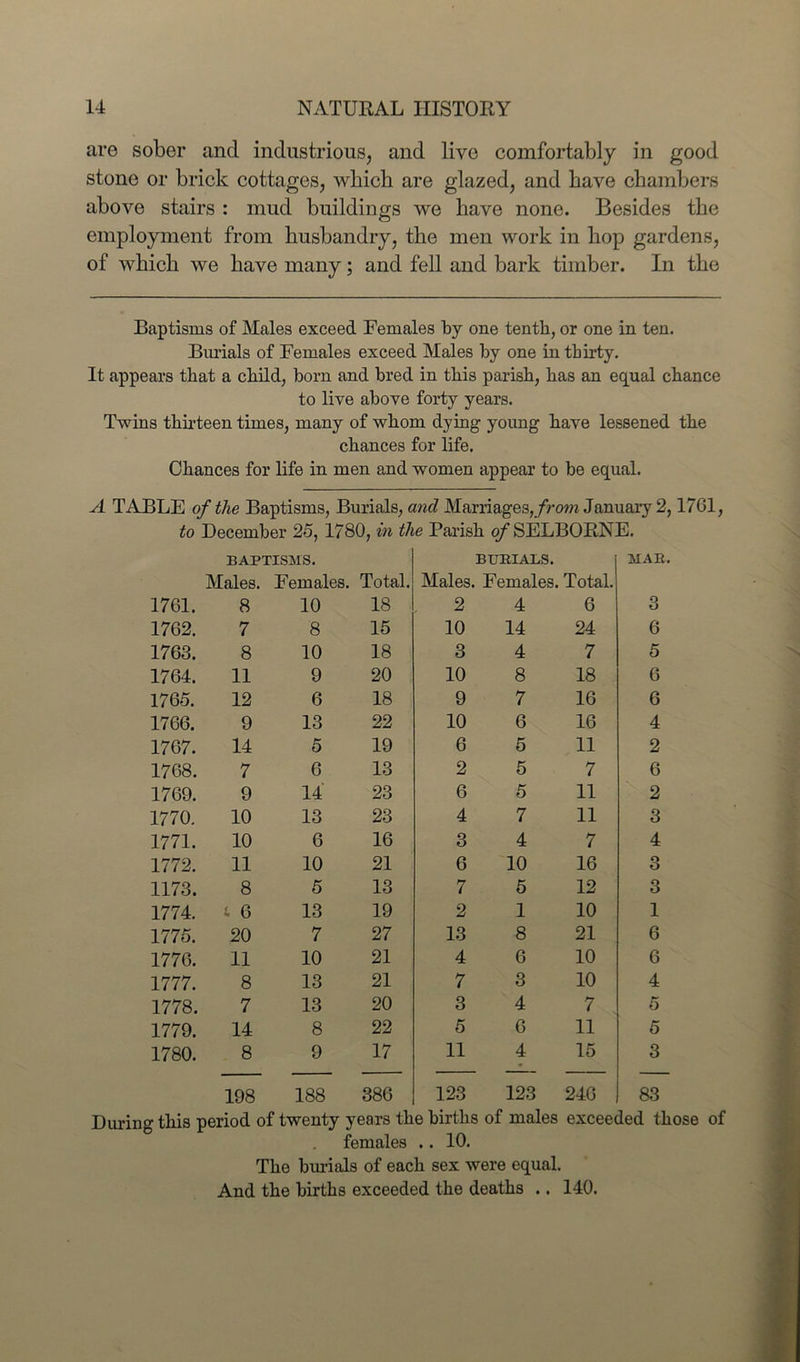 14 NATURAL HISTORY
are sober and industrious, and live comfortably in good
stone or brick cottages, which are glazed, and have chambers
above stairs : mud buildings we have none. Besides the
employment from husbandry, the men work in hop gardens,
of which we have many ; and fell and bark timber. In the
Baptisms of Males exceed Females by one tenth, or one in ten.
Burials of Females exceed Males by one in thirty.
It appears that a child, born and bred in this parish, has an equal chance
to live above forty years.
Twins thirteen times, many of whom dying young have lessened the
chances for life.
Chances for life in men and women appear to be equal.
A TABLE of the Baptisms, Burials, and Marriages, from January 2, 1761,
to December 25, 1780, in the Parish of SELBORNE.
BAPTISMS. BURIALS. MAR.
Males. Females. Total. Males. Females. Total.
1761. 8 10 18 2 4 6 3
1762. 7 8 15 10 14 24 6
1763. 8 10 18 3 4 7 5
1764. 11 9 20 10 8 18 6
1765. 12 6 18 9 7 16 6
1766. 9 13 22 10 6 16 4
1767. 14 5 19 6 5 11 2
1768. 7 6 13 2 5 7 6
1769. 9 14 23 6 5 11 2
1770. 10 13 23 4 7 11 3
1771. 10 6 16 3 4 7 4
1772. 11 10 21 6 10 16 3
1173. 8 5 13 7 5 12 3
1774. 6 13 19 2 1 10 1
1775. 20 7 27 13 8 21 6
1776. 11 10 21 4 6 10 6
1777. 8 13 21 7 3 10 4
1778. 7 13 20 3 4 7 5
1779. 14 8 22 5 6 11 5
1780. 8 9 17 11 4 15 3
198 188 386 123 123 246 83
During this period of twenty years the births of males exceeded those of
females .. 10.
The burials of each sex were equal.
And the births exceeded the deaths .. 140.